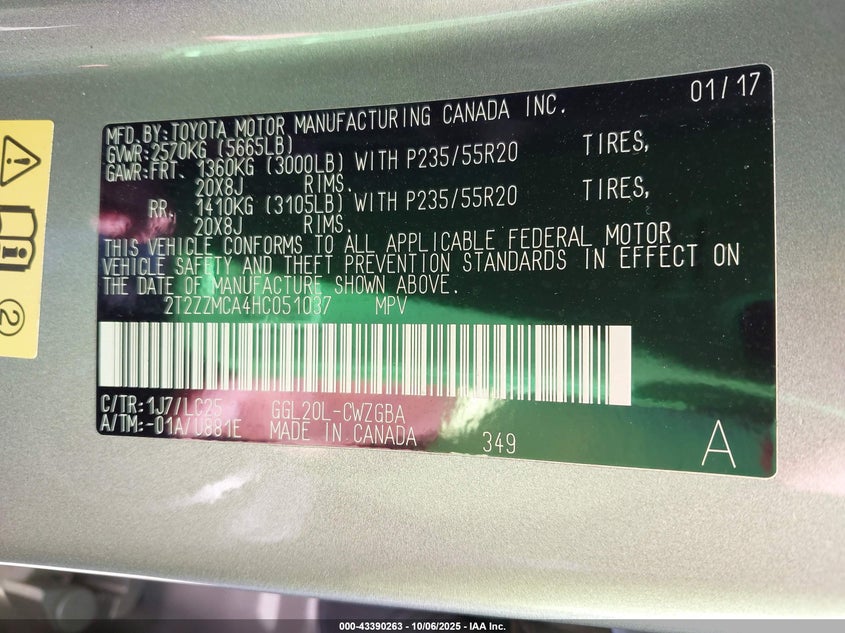 01/17
MFD. BY: TOYOTA MOTOR MANUFACTURING CANADA INC.
GVWR: 2570KG (5665LB)
GAWR: FRT. 1360KG (3000LB) WITH P235/55R20 TIRES,
20X8J RIMS.
RR. 1410KG (3105LB) WITH P235/55R20 TIRES,
20X8J RIMS.
THIS VEHICLE CONFORMS TO ALL APPLICABLE FEDERAL MOTOR
VEHICLE SAFETY AND THEFT PREVENTION STANDARDS IN EFFECT ON
THE DATE OF MANUFACTURE SHOWN ABOVE.
2T2ZZMCA4HC051037 MPV
C/TR: 1J7/LC25 GGL20L-CWZGBA
A/TM: -01A/U881E MADE IN CANADA 349 A
2
000-43390263 - 10/06/2025 - IAA Inc.